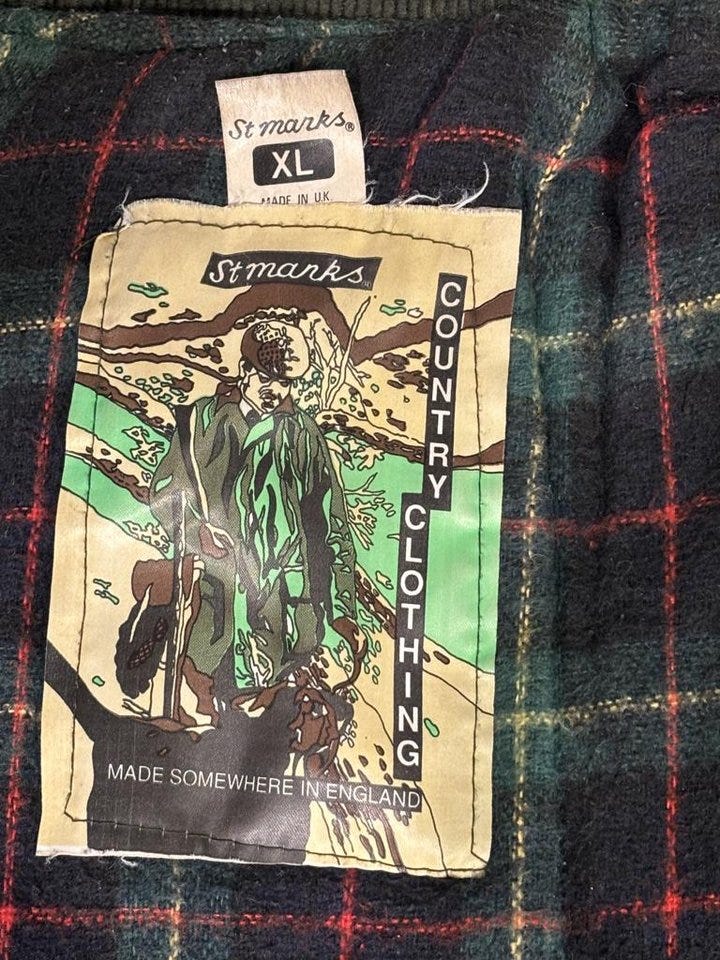 St marks®
XL
MADE IN U.K.
St marks
COUNTRY
CLOTHING
MADE SOMEWHERE IN ENGLAND